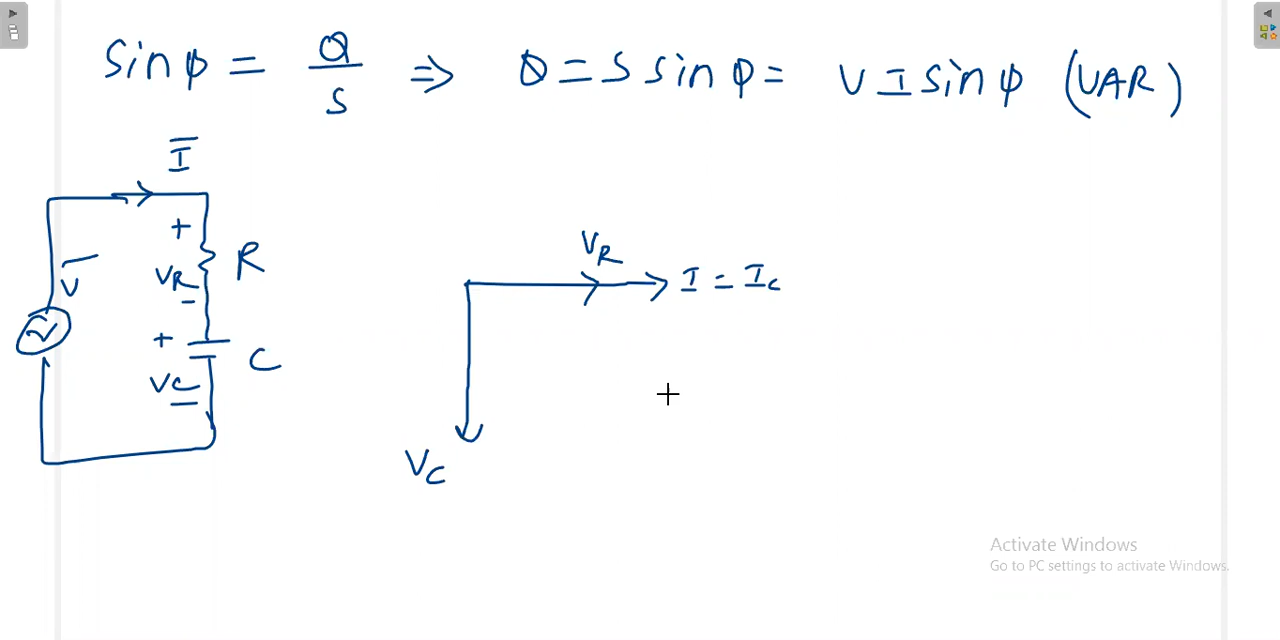 sin φ = Q/S ⇒ Q = S sin φ = V I sin φ (VAR)
I̅
+
V̅
VR
R
-
+
C
VC
-
VR
I = Ic
VC
Activate Windows
Go to PC settings to activate Windows.